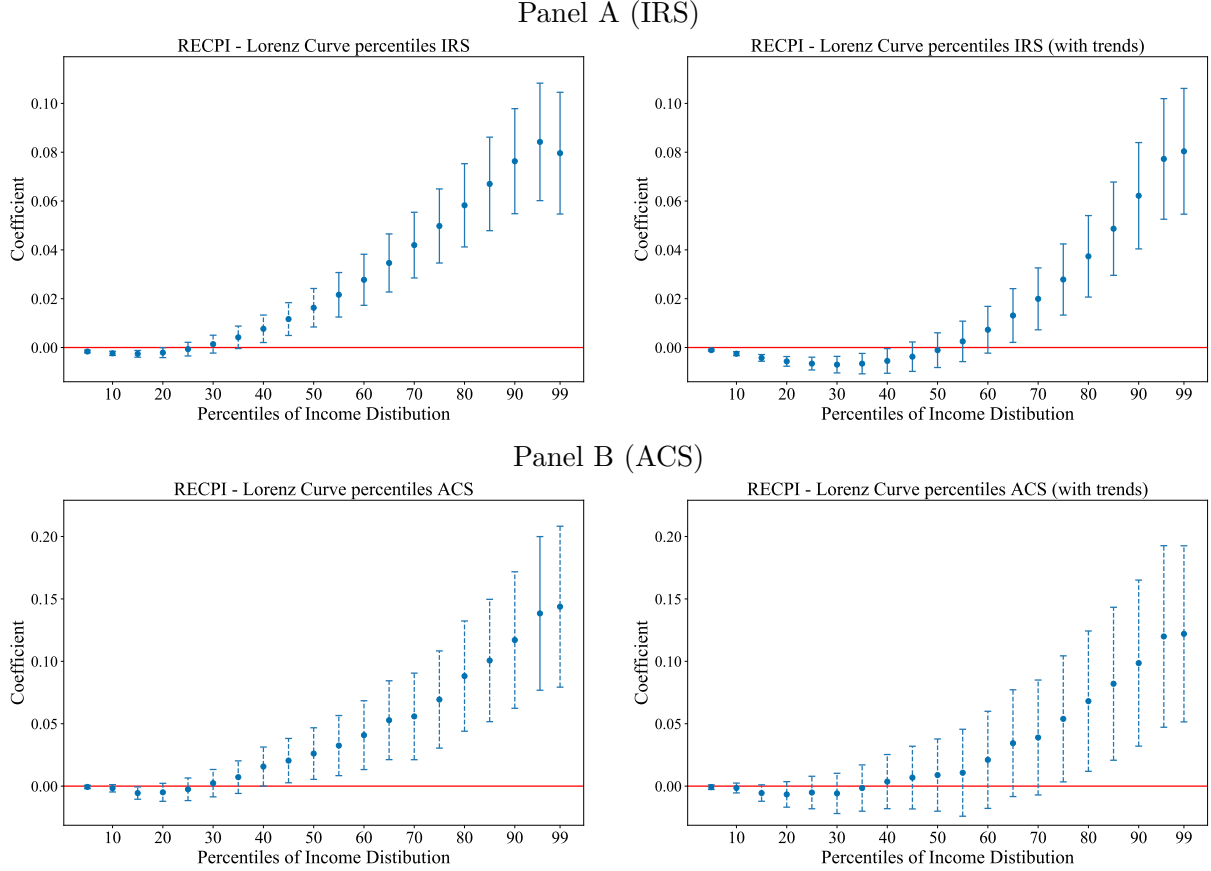 Panel A (IRS)
RECPI - Lorenz Curve percentiles IRS
Coefficient
0.10
0.08
0.06
0.04
0.02
0.00
10 20 30 40 50 60 70 80 90 99
Percentiles of Income Distibution
RECPI - Lorenz Curve percentiles IRS (with trends)
Coefficient
0.10
0.08
0.06
0.04
0.02
0.00
10 20 30 40 50 60 70 80 90 99
Percentiles of Income Distibution
Panel B (ACS)
RECPI - Lorenz Curve percentiles ACS
Coefficient
0.20
0.15
0.10
0.05
0.00
10 20 30 40 50 60 70 80 90 99
Percentiles of Income Distibution
RECPI - Lorenz Curve percentiles ACS (with trends)
Coefficient
0.20
0.15
0.10
0.05
0.00
10 20 30 40 50 60 70 80 90 99
Percentiles of Income Distibution